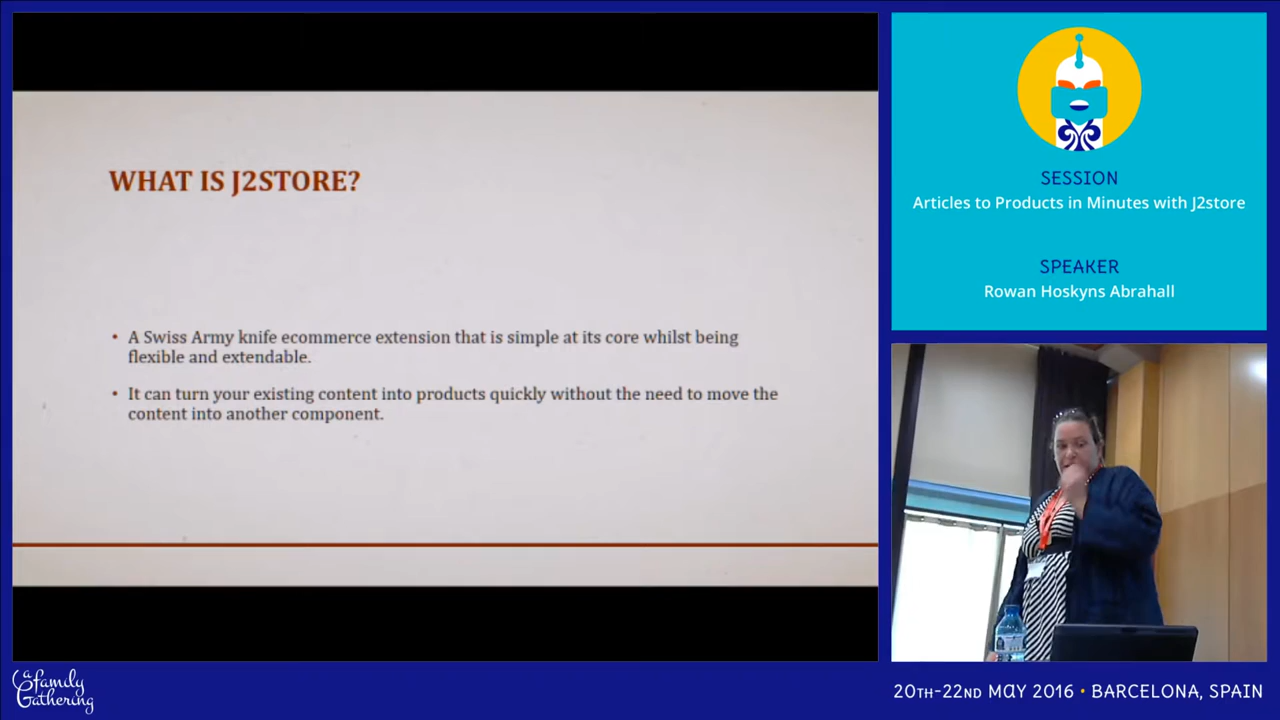 WHAT IS J2STORE?
• A Swiss Army knife ecommerce extension that is simple at its core whilst being
flexible and extendable.
• It can turn your existing content into products quickly without the need to move the
content into another component.
SESSION
Articles to Products in Minutes with J2store
SPEAKER
Rowan Hoskyns Abrahall
a family
Gathering
20TH-22ND MAY 2016 • BARCELONA, SPAIN